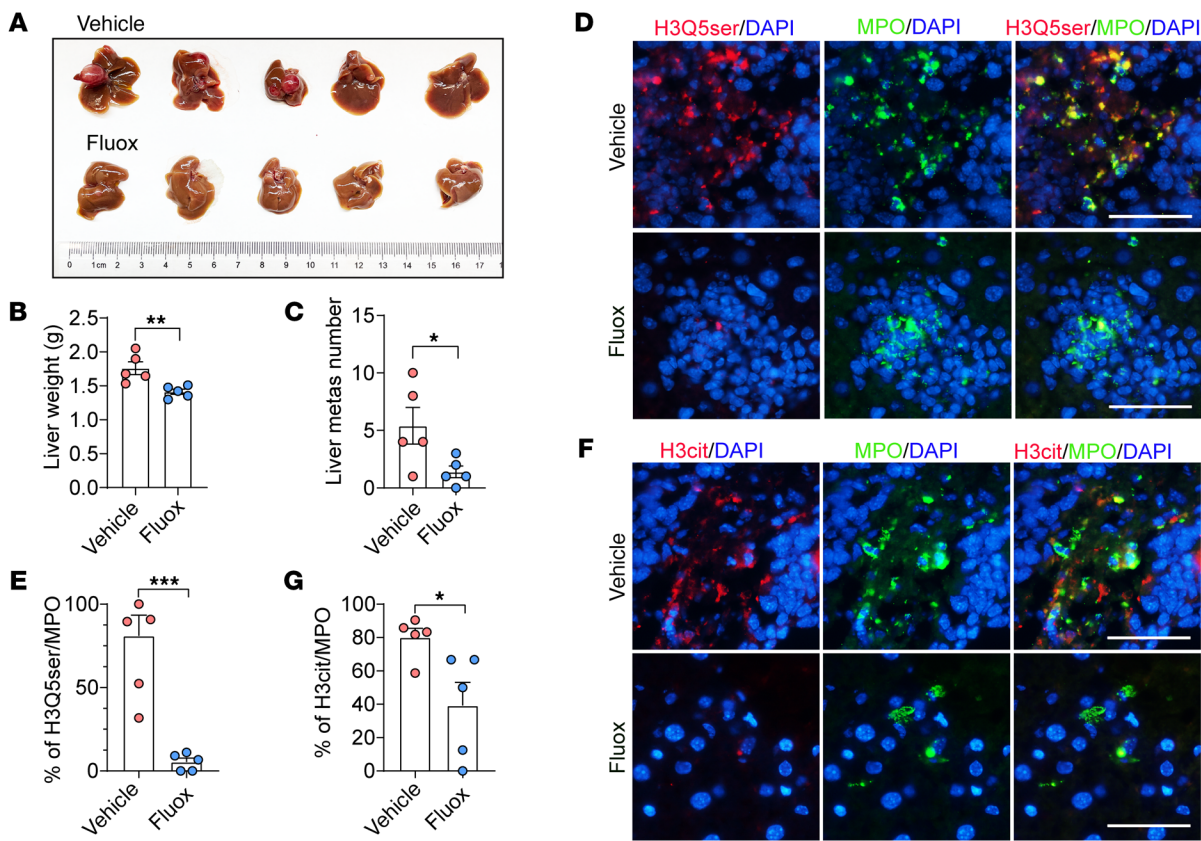 A
Vehicle
Fluox
0 1cm 2 3 4 5 6 7 8 9 10 11 12 13 14 15 16 17
B
Liver weight (g)
2.5
2.0
1.5
1.0
0.5
0.0
**
Vehicle
Fluox
C
Liver metas number
15
10
5
0
*
Vehicle
Fluox
E
% of H3Q5ser/MPO
100
50
0
***
Vehicle
Fluox
G
% of H3cit/MPO
100
80
60
40
20
0
*
Vehicle
Fluox
D
H3Q5ser/DAPI MPO/DAPI H3Q5ser/MPO/DAPI
Vehicle
Fluox
F
H3cit/DAPI MPO/DAPI H3cit/MPO/DAPI
Vehicle
Fluox